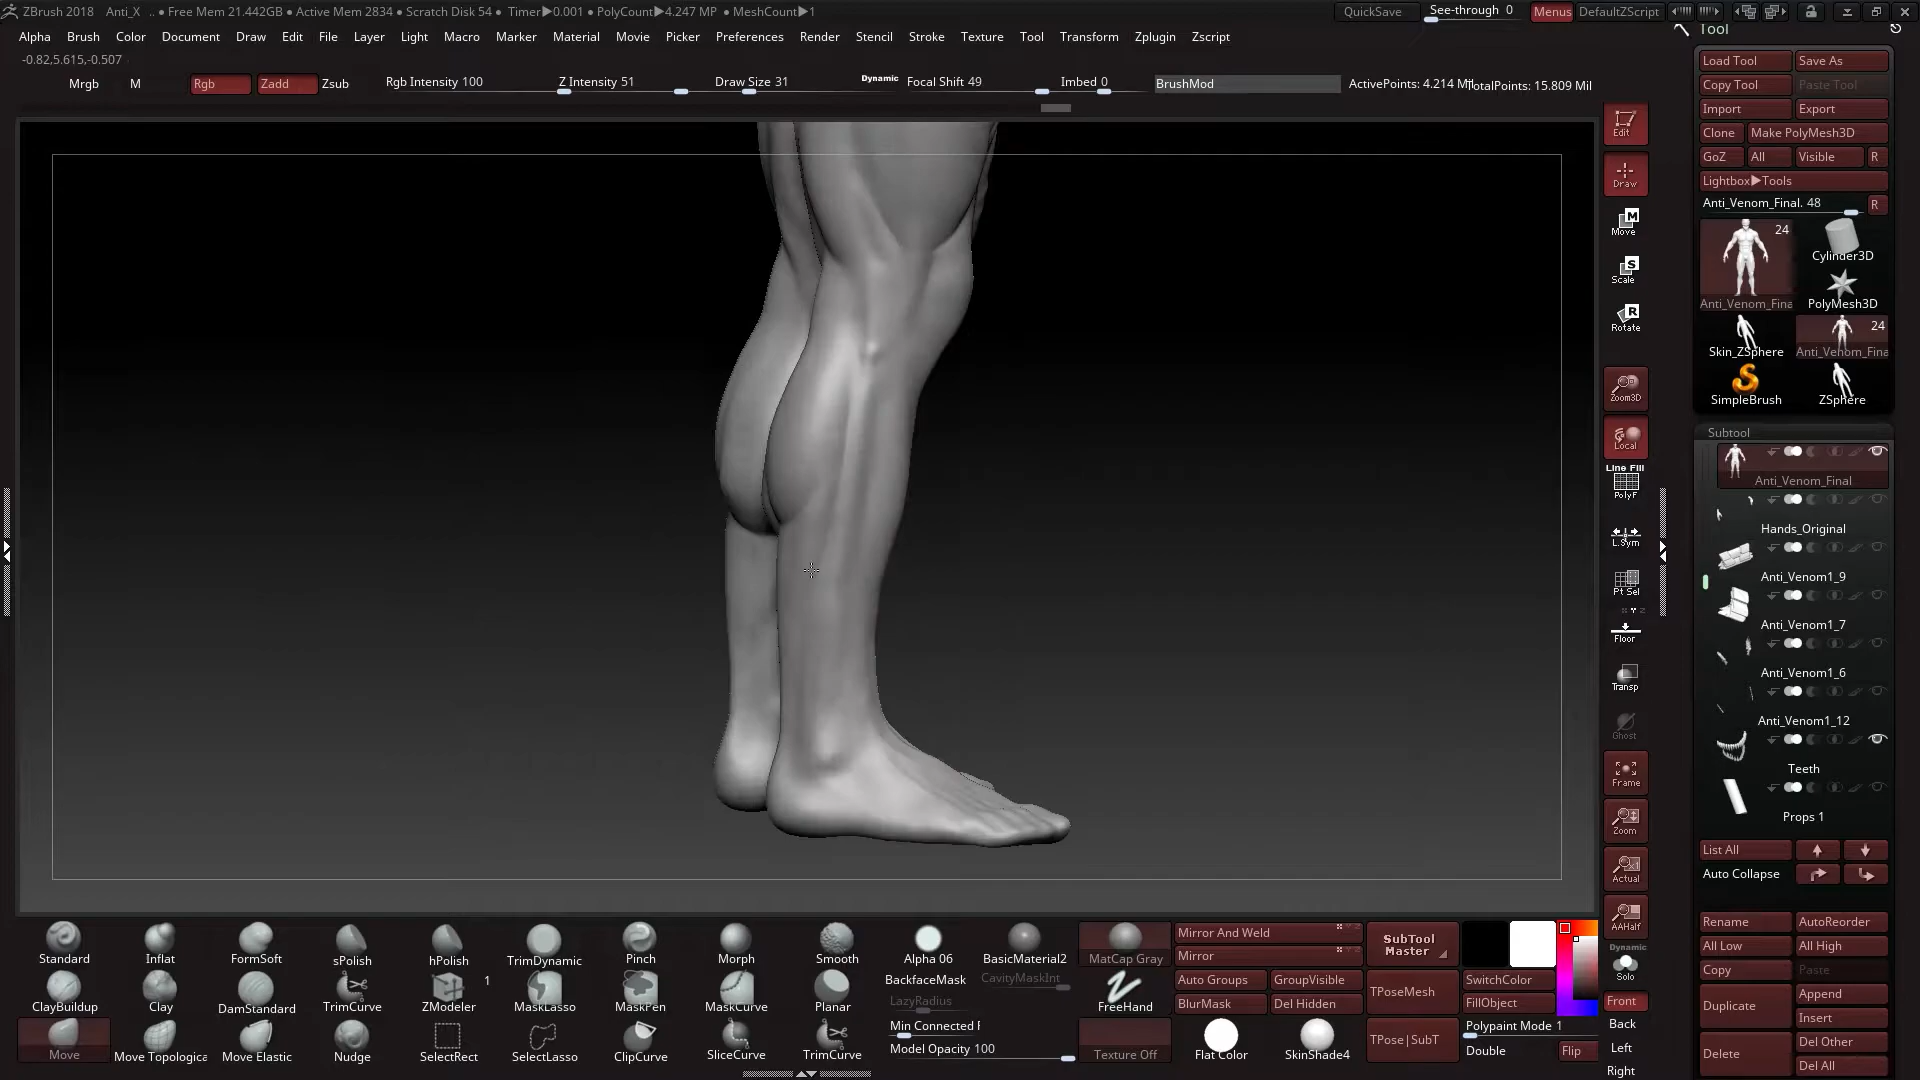 ZBrush 2018 Anti_X .. ● Free Mem 21.442GB ● Active Mem 2834 ● Scratch Disk 54 ● Timer▶0.001 ● PolyCount▶4.247 MP ● MeshCount▶1 QuickSave See-through 0 Menus DefaultZScript
Alpha Brush Color Document Draw Edit File Layer Light Macro Marker Material Movie Picker Preferences Render Stencil Stroke Texture Tool Transform Zplugin Zscript
-0.82,5.615,-0.507
Mrgb M Rgb Zadd Zsub Rgb Intensity 100 Z Intensity 51 Draw Size 31 Dynamic Focal Shift 49 Imbed 0 BrushMod ActivePoints: 4.214 Mil TotalPoints: 15.809 Mil
Edit
Draw
Move
Scale
Rotate
Zoom3D
Local
Line Fill
PolyF
L.Sym
Pt Sel
Floor
Transp
Ghost
Frame
Zoom
Actual
AAHalf
Dynamic
Solo
Front
Back
Left
Right
Tool
Load Tool Save As
Copy Tool Paste Tool
Import Export
Clone Make PolyMesh3D
GoZ All Visible R
Lightbox▶Tools
Anti_Venom_Final. 48 R
24
Cylinder3D
Anti_Venom_Fina PolyMesh3D
24
Skin_ZSphere Anti_Venom_Fina
SimpleBrush ZSphere
Subtool
Anti_Venom_Final
Hands_Original
Anti_Venom1_9
Anti_Venom1_7
Anti_Venom1_6
Anti_Venom1_12
Teeth
Props 1
List All
Auto Collapse
Rename AutoReorder
All Low All High
Copy Paste
Duplicate Append
Insert
Delete Del Other
Del All
Standard Inflat FormSoft sPolish hPolish TrimDynamic Pinch Morph Smooth Alpha 06 BasicMaterial2 MatCap Gray
ClayBuildup Clay DamStandard TrimCurve ZModeler 1 MaskLasso MaskPen MaskCurve Planar
Move Move Topologica Move Elastic Nudge SelectRect SelectLasso ClipCurve SliceCurve TrimCurve
BackfaceMask CavityMaskInt
LazyRadius FreeHand
Min Connected P
Model Opacity 100 Texture Off Flat Color SkinShade4
Mirror And Weld
Mirror
Auto Groups GroupVisible
BlurMask Del Hidden
SubTool
Master
TPoseMesh
TPose|SubT
SwitchColor
FillObject
Polypaint Mode 1
Double Flip